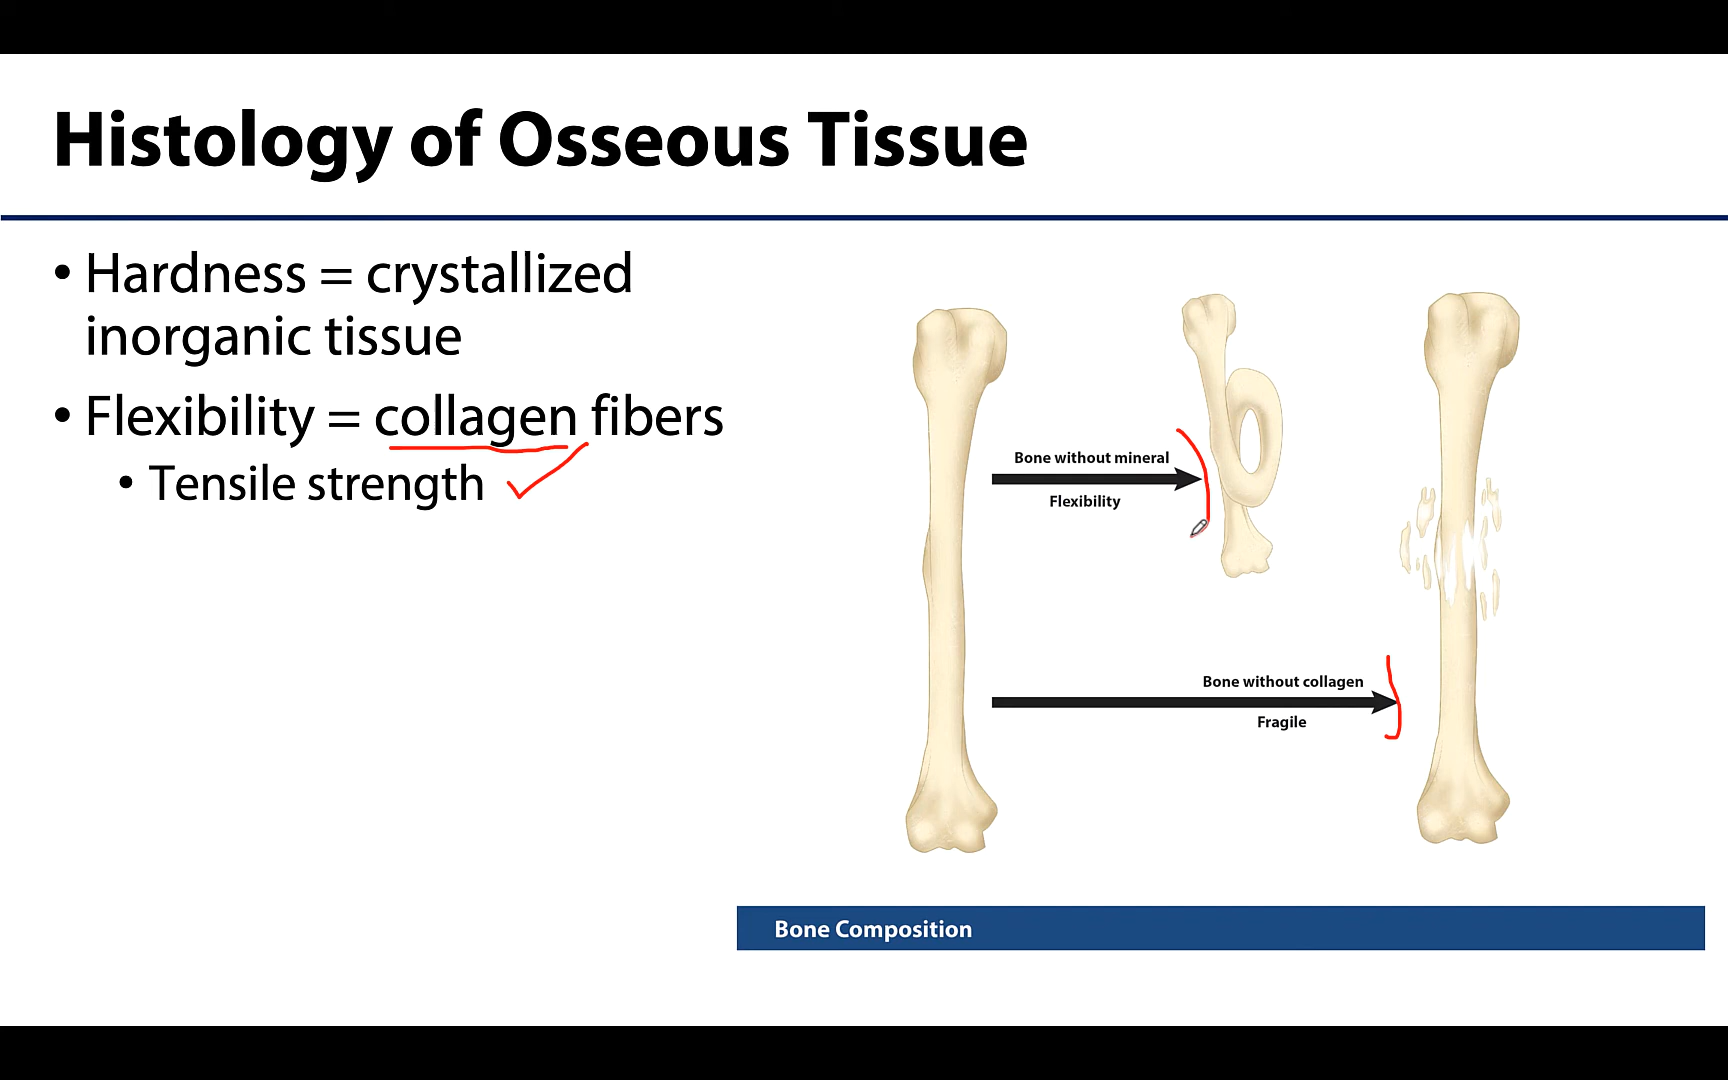 Histology of Osseous Tissue
• Hardness = crystallized
inorganic tissue
• Flexibility = collagen fibers
• Tensile strength
Bone without mineral
Flexibility
Bone without collagen
Fragile
Bone Composition